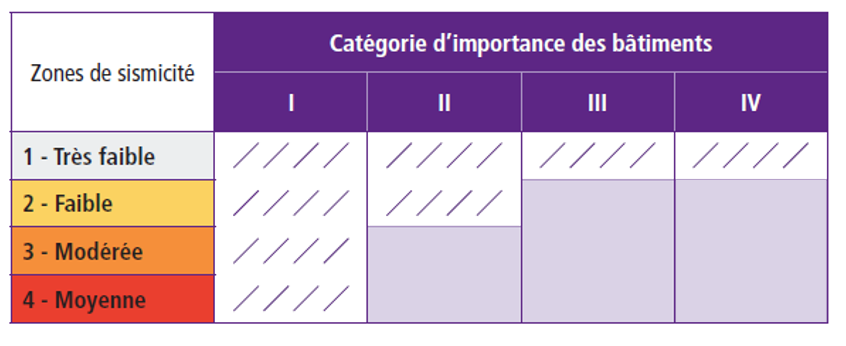 Zones de sismicité
Catégorie d'importance des bâtiments
I
II
III
IV
1 - Très faible
2 - Faible
3 - Modérée
4 - Moyenne